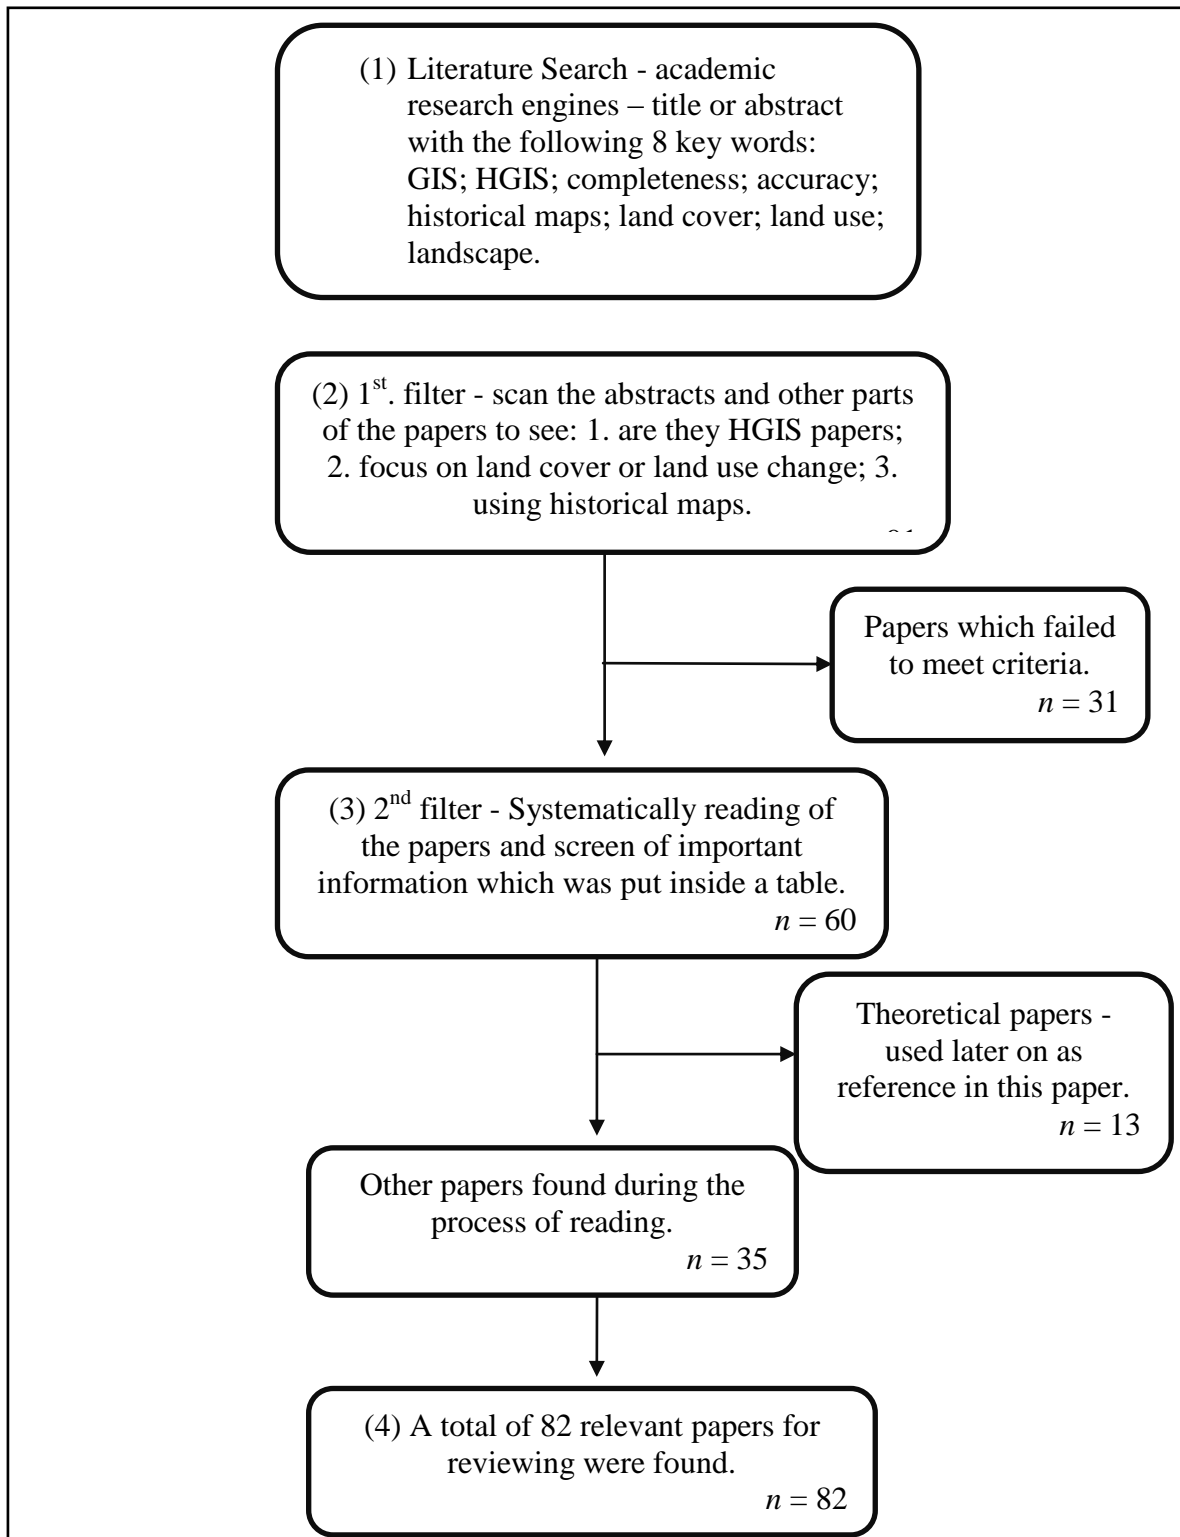 (1) Literature Search - academic
research engines – title or abstract
with the following 8 key words:
GIS; HGIS; completeness; accuracy;
historical maps; land cover; land use;
landscape.
(2) 1st. filter - scan the abstracts and other parts
of the papers to see: 1. are they HGIS papers;
2. focus on land cover or land use change; 3.
using historical maps.
Papers which failed
to meet criteria.
n = 31
(3) 2nd filter - Systematically reading of
the papers and screen of important
information which was put inside a table.
n = 60
Theoretical papers -
used later on as
reference in this paper.
n = 13
Other papers found during the
process of reading.
n = 35
(4) A total of 82 relevant papers for
reviewing were found.
n = 82